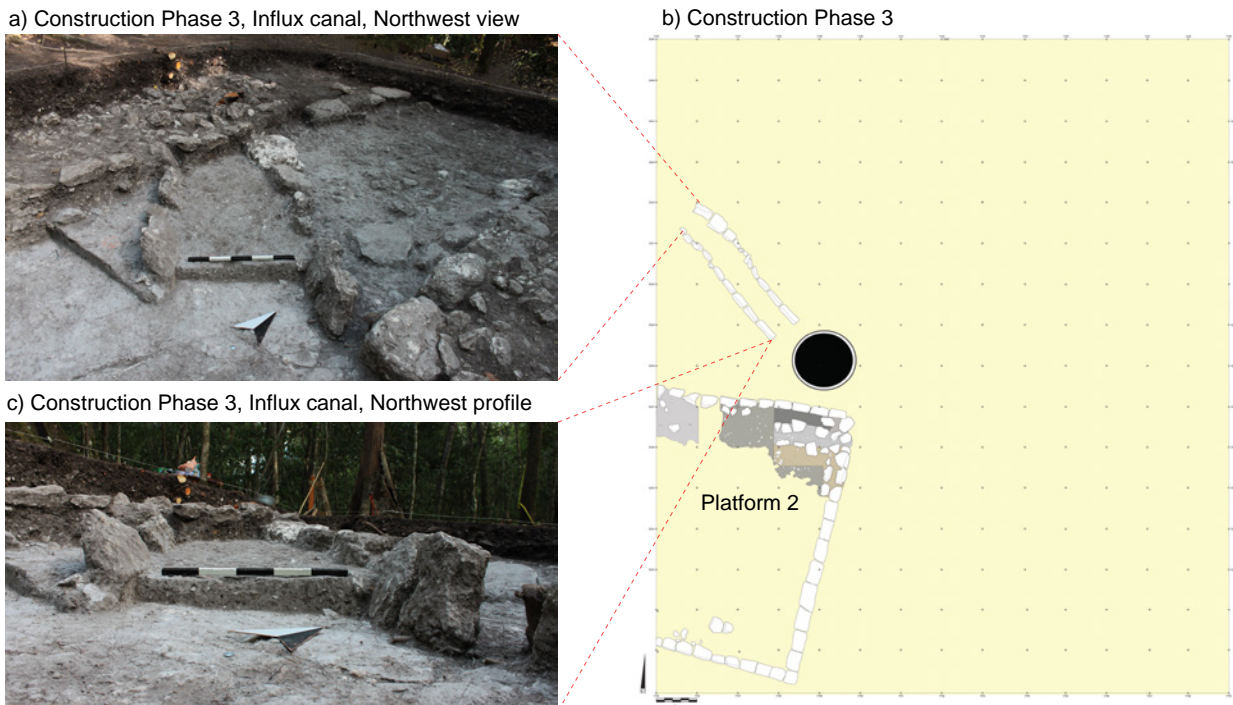 a) Construction Phase 3, Influx canal, Northwest view
b) Construction Phase 3
c) Construction Phase 3, Influx canal, Northwest profile
Platform 2